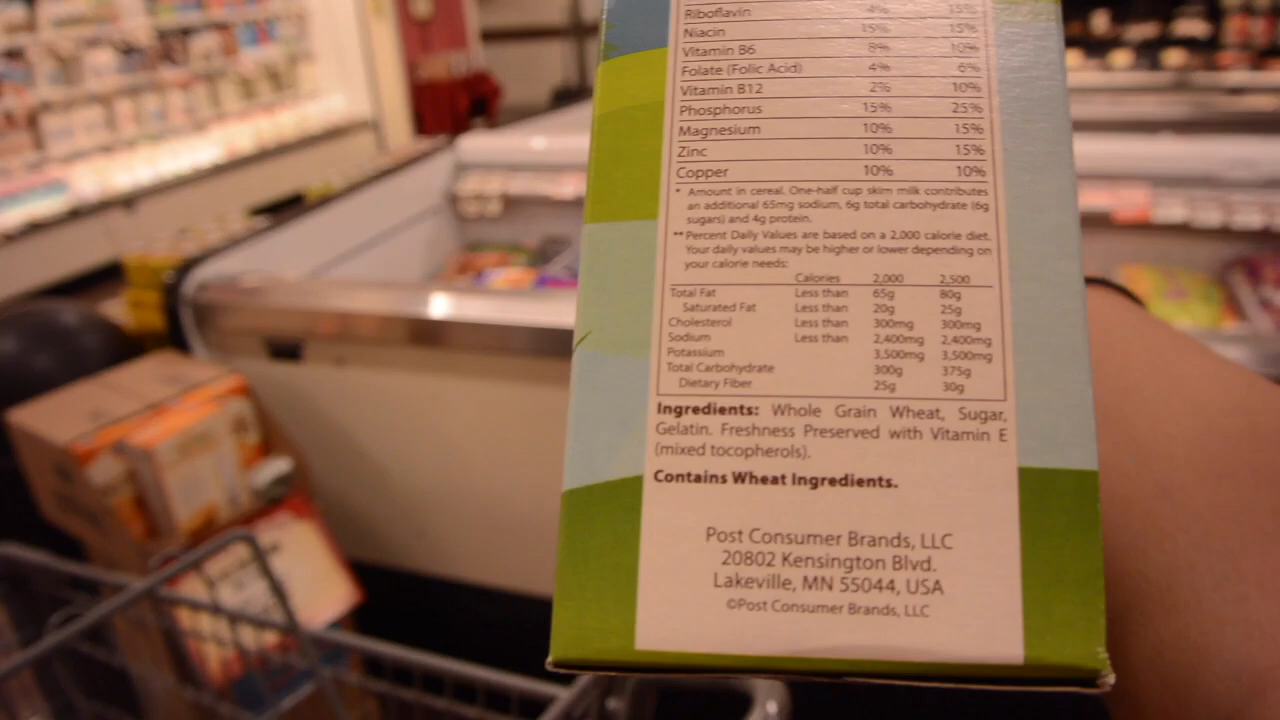 Riboflavin 4% 15%
Niacin 15% 15%
Vitamin B6 8% 10%
Folate (Folic Acid) 4% 6%
Vitamin B12 2% 10%
Phosphorus 15% 25%
Magnesium 10% 15%
Zinc 10% 15%
Copper 10% 10%
* Amount in cereal. One-half cup skim milk contributes
an additional 65mg sodium, 6g total carbohydrate (6g
sugars) and 4g protein.
** Percent Daily Values are based on a 2,000 calorie diet.
Your daily values may be higher or lower depending on
your calorie needs:
Calories 2,000 2,500
Total Fat Less than 65g 80g
Saturated Fat Less than 20g 25g
Cholesterol Less than 300mg 300mg
Sodium Less than 2,400mg 2,400mg
Potassium 3,500mg 3,500mg
Total Carbohydrate 300g 375g
Dietary Fiber 25g 30g
Ingredients: Whole Grain Wheat, Sugar,
Gelatin. Freshness Preserved with Vitamin E
(mixed tocopherols).
Contains Wheat Ingredients.
Post Consumer Brands, LLC
20802 Kensington Blvd.
Lakeville, MN 55044, USA
©Post Consumer Brands, LLC